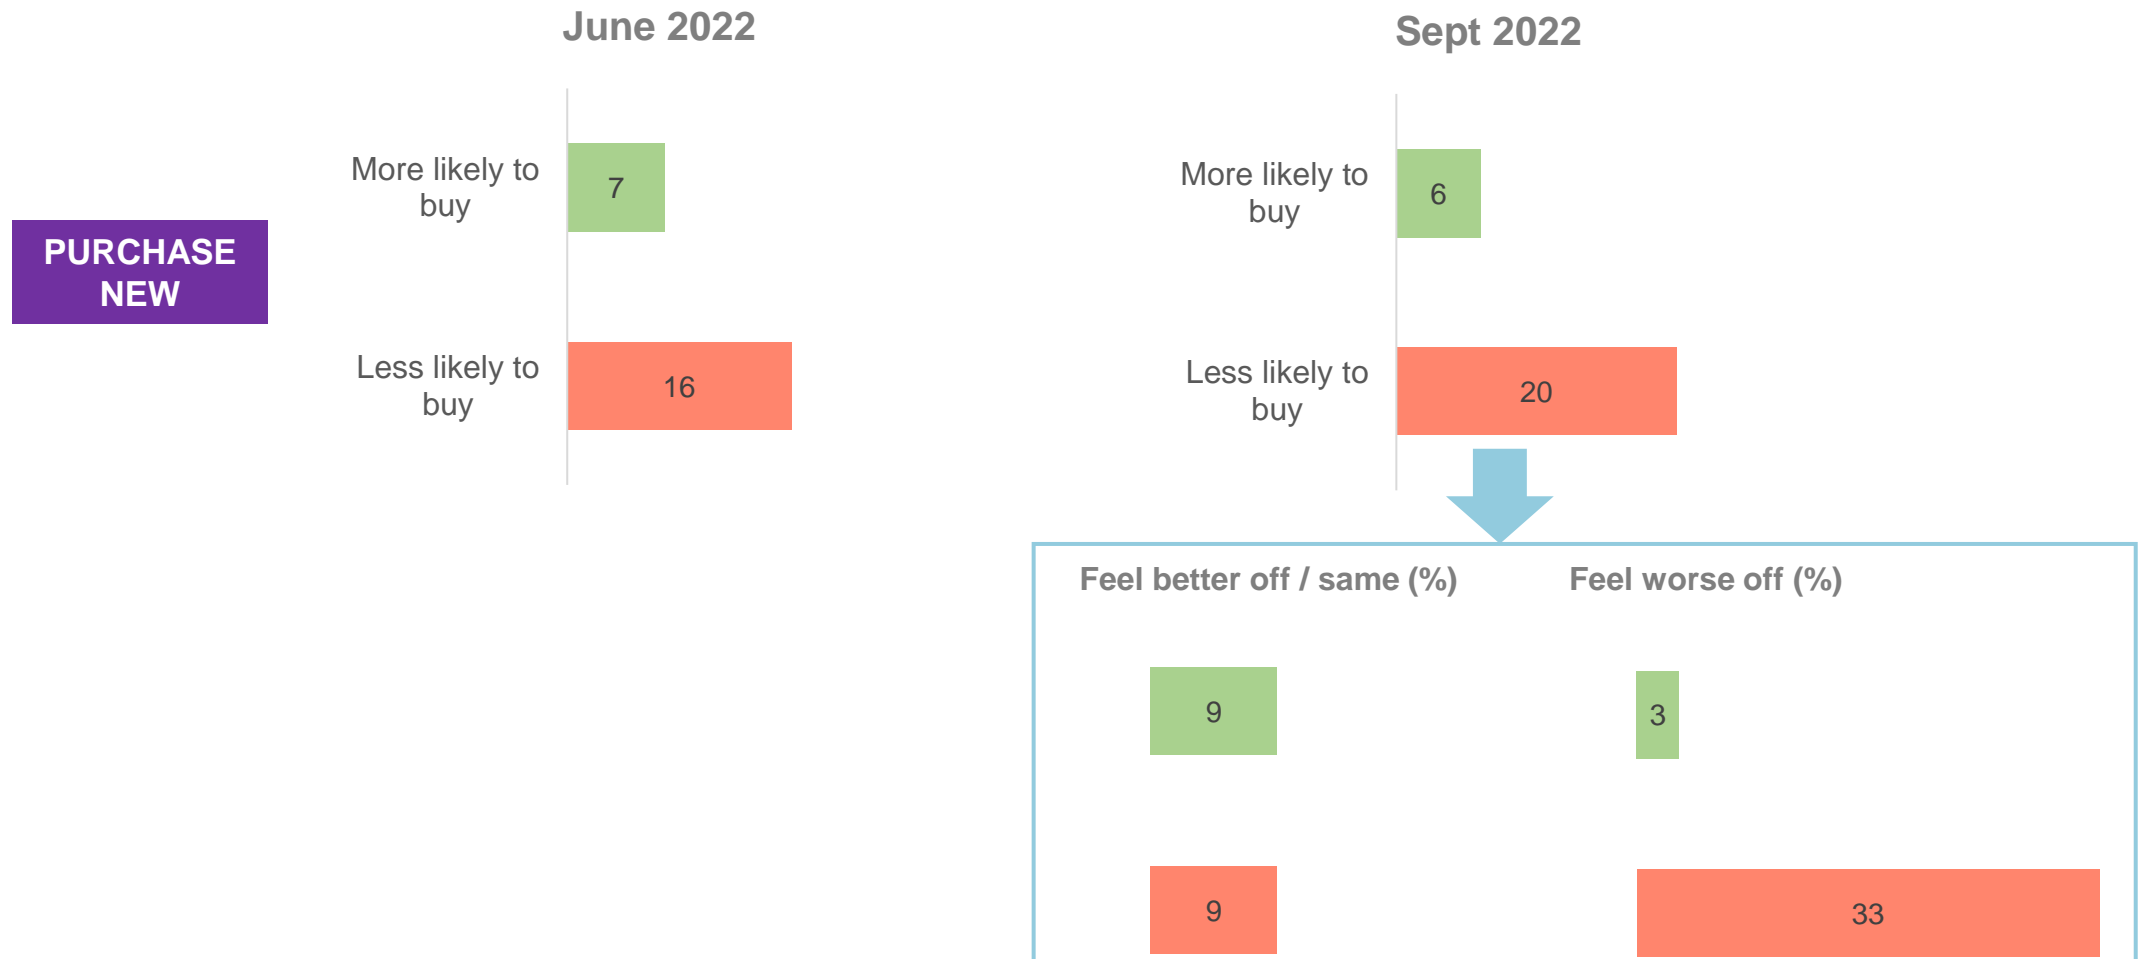 June 2022
Sept 2022
PURCHASE
NEW
More likely to
buy
7
Less likely to
buy
16
More likely to
buy
6
Less likely to
buy
20
Feel better off / same (%)
Feel worse off (%)
9
3
9
33